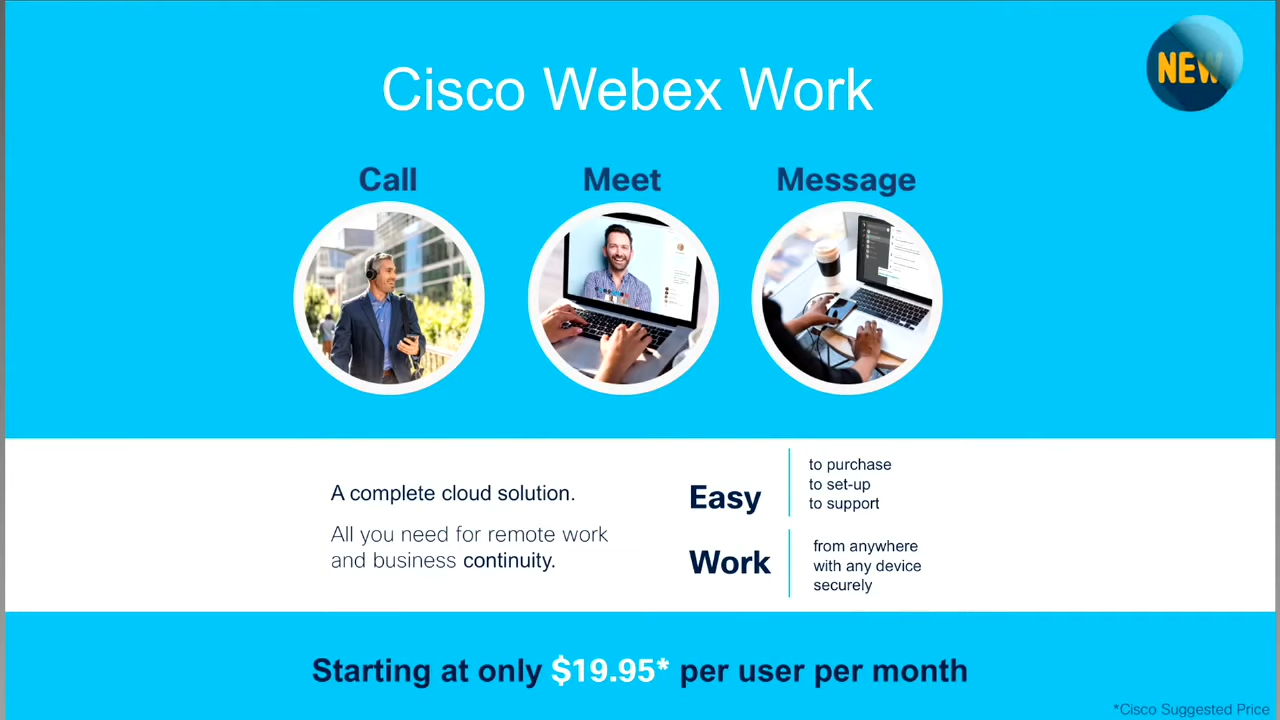 NEW
Cisco Webex Work
Call
Meet
Message
A complete cloud solution.
All you need for remote work
and business continuity.
Easy
to purchase
to set-up
to support
Work
from anywhere
with any device
securely
Starting at only $19.95* per user per month
*Cisco Suggested Price